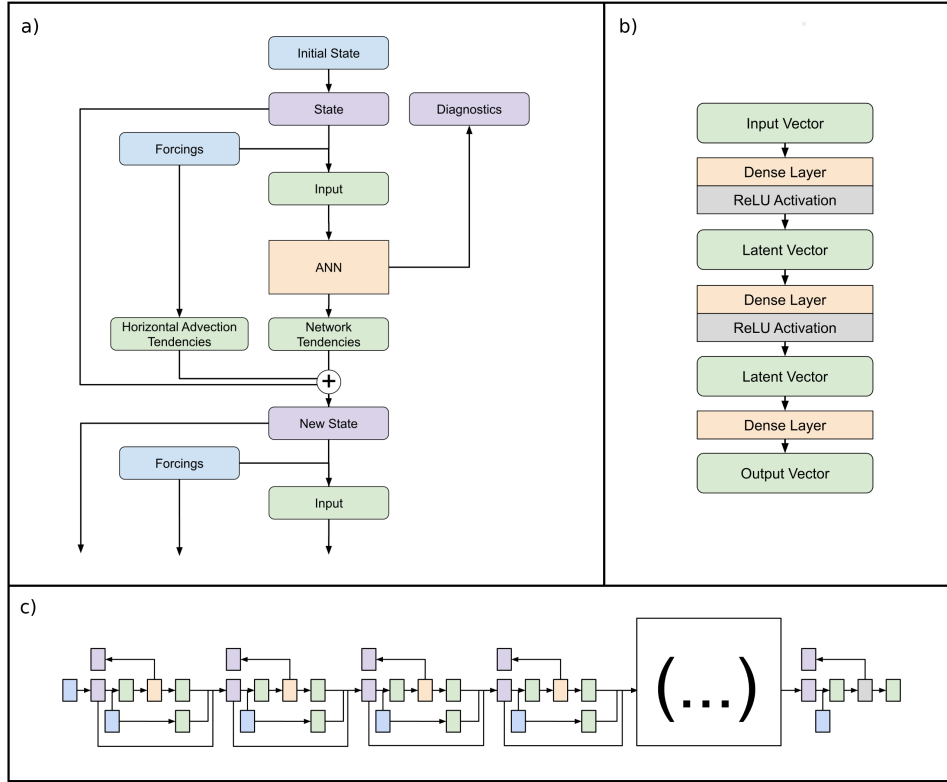 a)
Initial State
State
Diagnostics
Forcings
Input
ANN
Horizontal Advection
Tendencies
Network
Tendencies
+
New State
Forcings
Input
b)
Input Vector
Dense Layer
ReLU Activation
Latent Vector
Dense Layer
ReLU Activation
Latent Vector
Dense Layer
Output Vector
c)
(...)